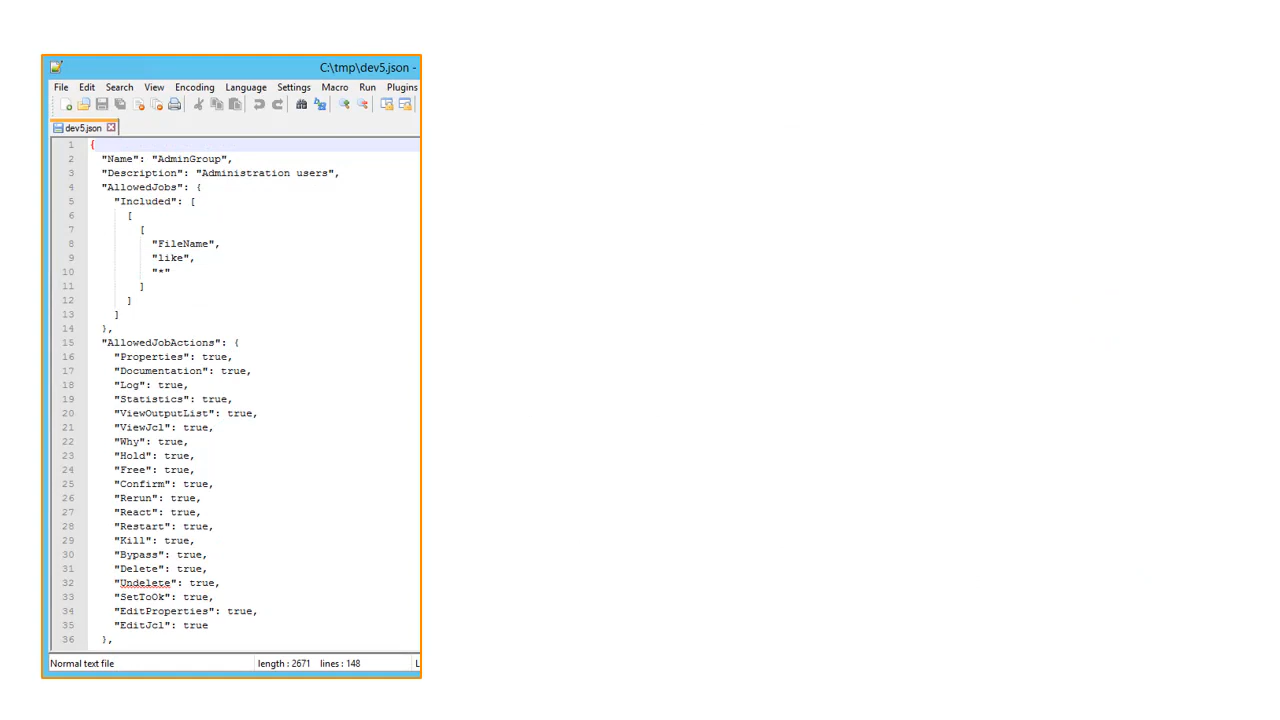 C:\tmp\dev5.json -
File Edit Search View Encoding Language Settings Macro Run Plugins
dev5.json
1 {
2 "Name": "AdminGroup",
3 "Description": "Administration users",
4 "AllowedJobs": {
5 "Included": [
6 [
7 [
8 "FileName",
9 "like",
10 "*"
11 ]
12 ]
13 ]
14 },
15 "AllowedJobActions": {
16 "Properties": true,
17 "Documentation": true,
18 "Log": true,
19 "Statistics": true,
20 "ViewOutputList": true,
21 "ViewJcl": true,
22 "Why": true,
23 "Hold": true,
24 "Free": true,
25 "Confirm": true,
26 "Rerun": true,
27 "React": true,
28 "Restart": true,
29 "Kill": true,
30 "Bypass": true,
31 "Delete": true,
32 "Undelete": true,
33 "SetToOk": true,
34 "EditProperties": true,
35 "EditJcl": true
36 },
Normal text file length : 2671 lines : 148 L